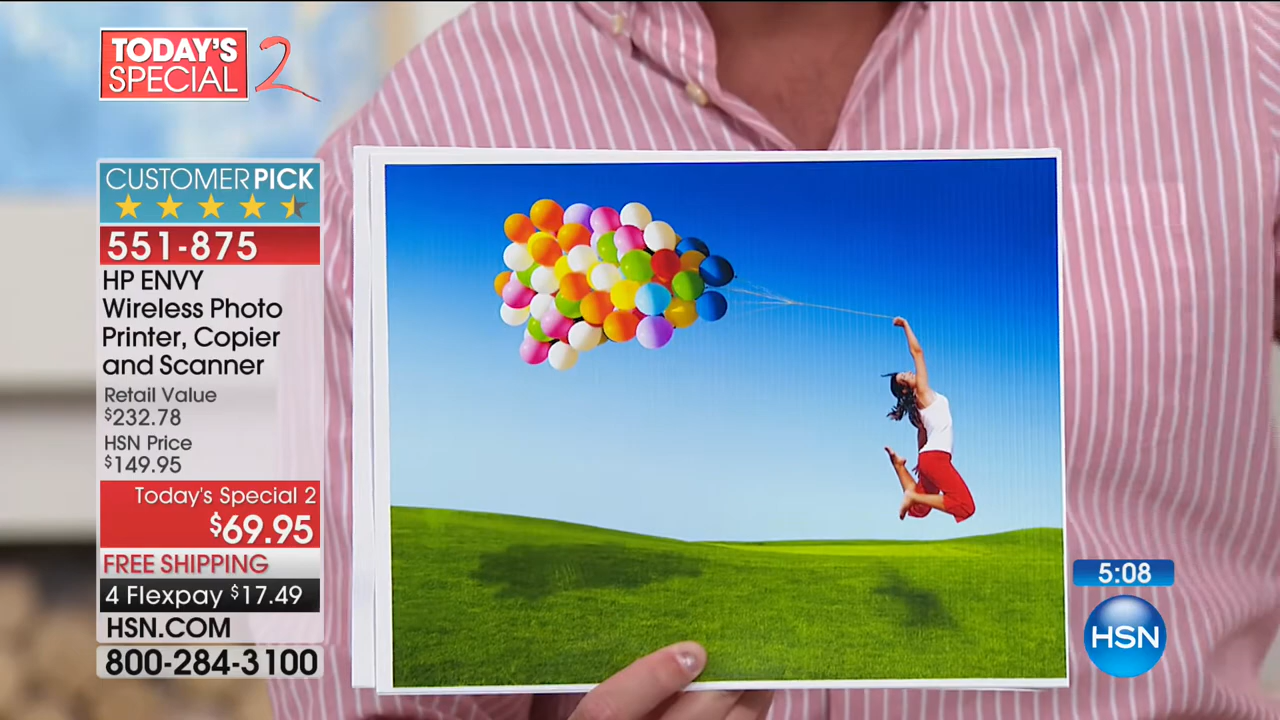 TODAY'S
SPECIAL 2
CUSTOMER PICK
551-875
HP ENVY
Wireless Photo
Printer, Copier
and Scanner
Retail Value
$232.78
HSN Price
$149.95
Today's Special 2
$69.95
FREE SHIPPING
4 Flexpay $17.49
HSN.COM
800-284-3100
5:08
HSN